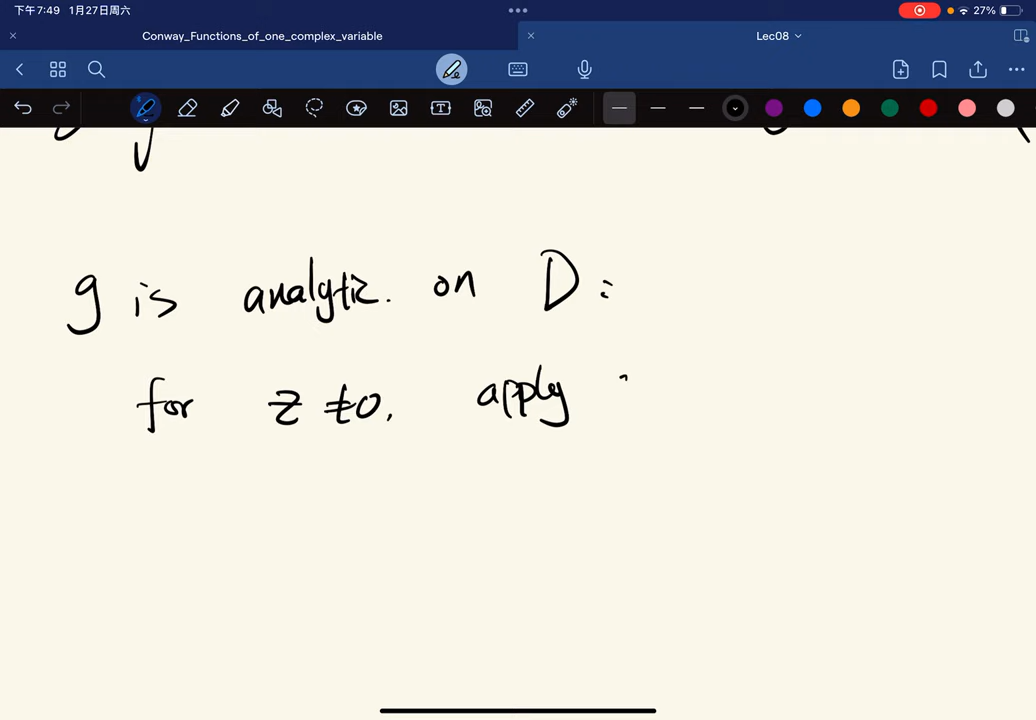 下午7:49 1月27日周六
27%
Conway_Functions_of_one_complex_variable
Lec08
g is analytic. on D:
for z ≠0, apply